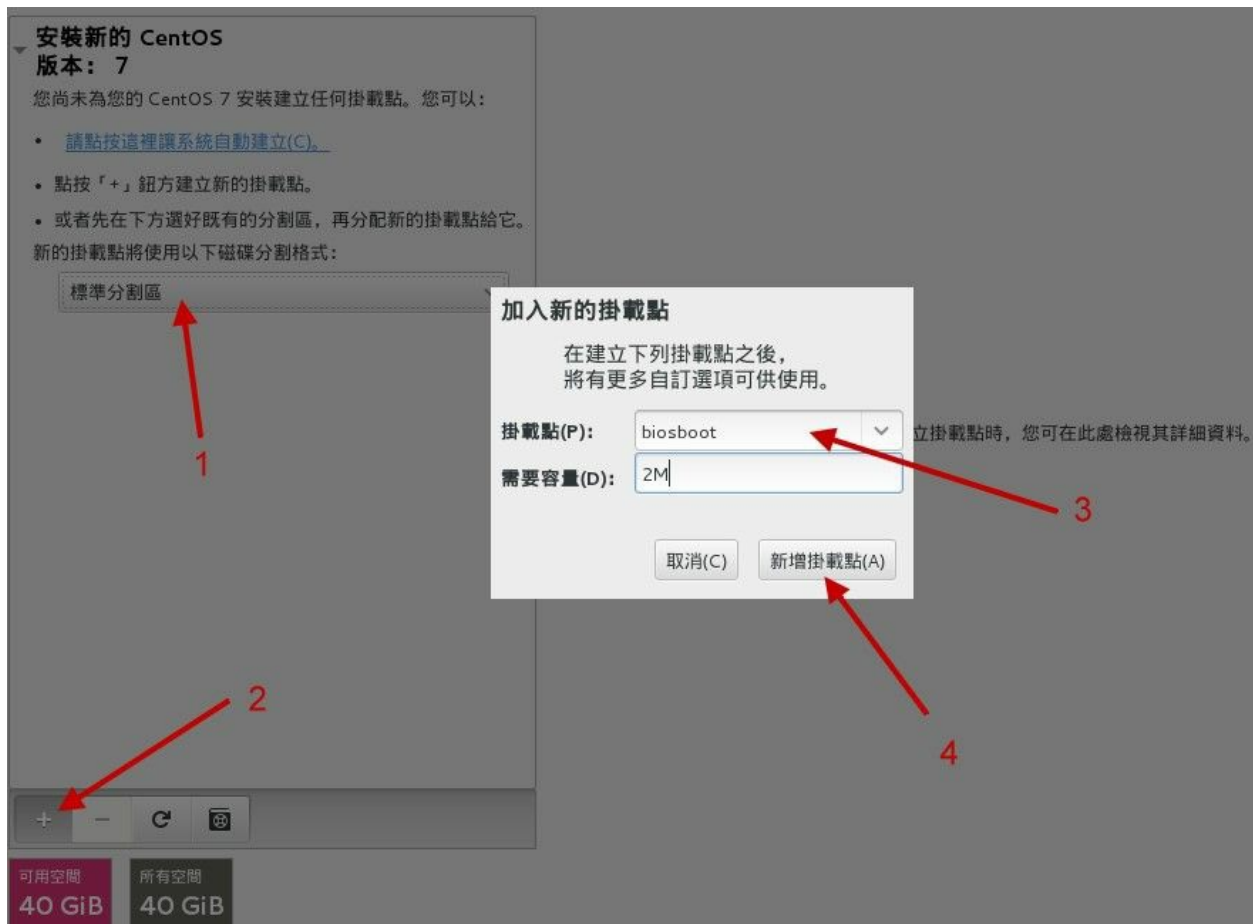 安裝新的 CentOS
版本： 7
您尚未為您的 CentOS 7 安裝建立任何掛載點。您可以：
• 請點按這裡讓系統自動建立(C)。
• 點按「+」鈕方建立新的掛載點。
• 或者先在下方選好既有的分割區，再分配新的掛載點給它。
新的掛載點將使用以下磁碟分割格式：
標準分割區
1
加入新的掛載點
在建立下列掛載點之後，
將有更多自訂選項可供使用。
掛載點(P)： biosboot
立掛載點時，您可在此處檢視其詳細資料。
需要容量(D)： 2M
3
取消(C) 新增掛載點(A)
2
4
+ −
可用空間
40 GiB
所有空間
40 GiB